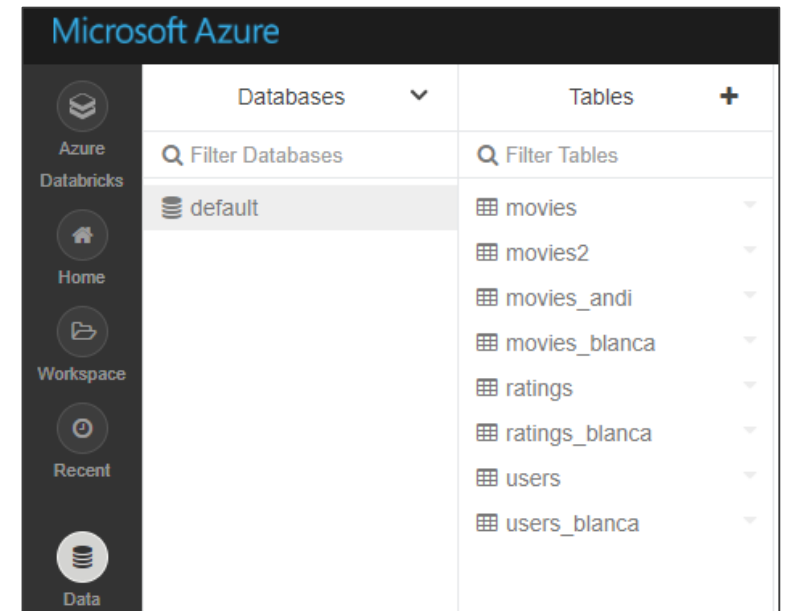 Microsoft Azure
Azure
Databricks
Home
Workspace
Recent
Data
Databases
Filter Databases
default
Tables
Filter Tables
movies
movies2
movies_andi
movies_blanca
ratings
ratings_blanca
users
users_blanca